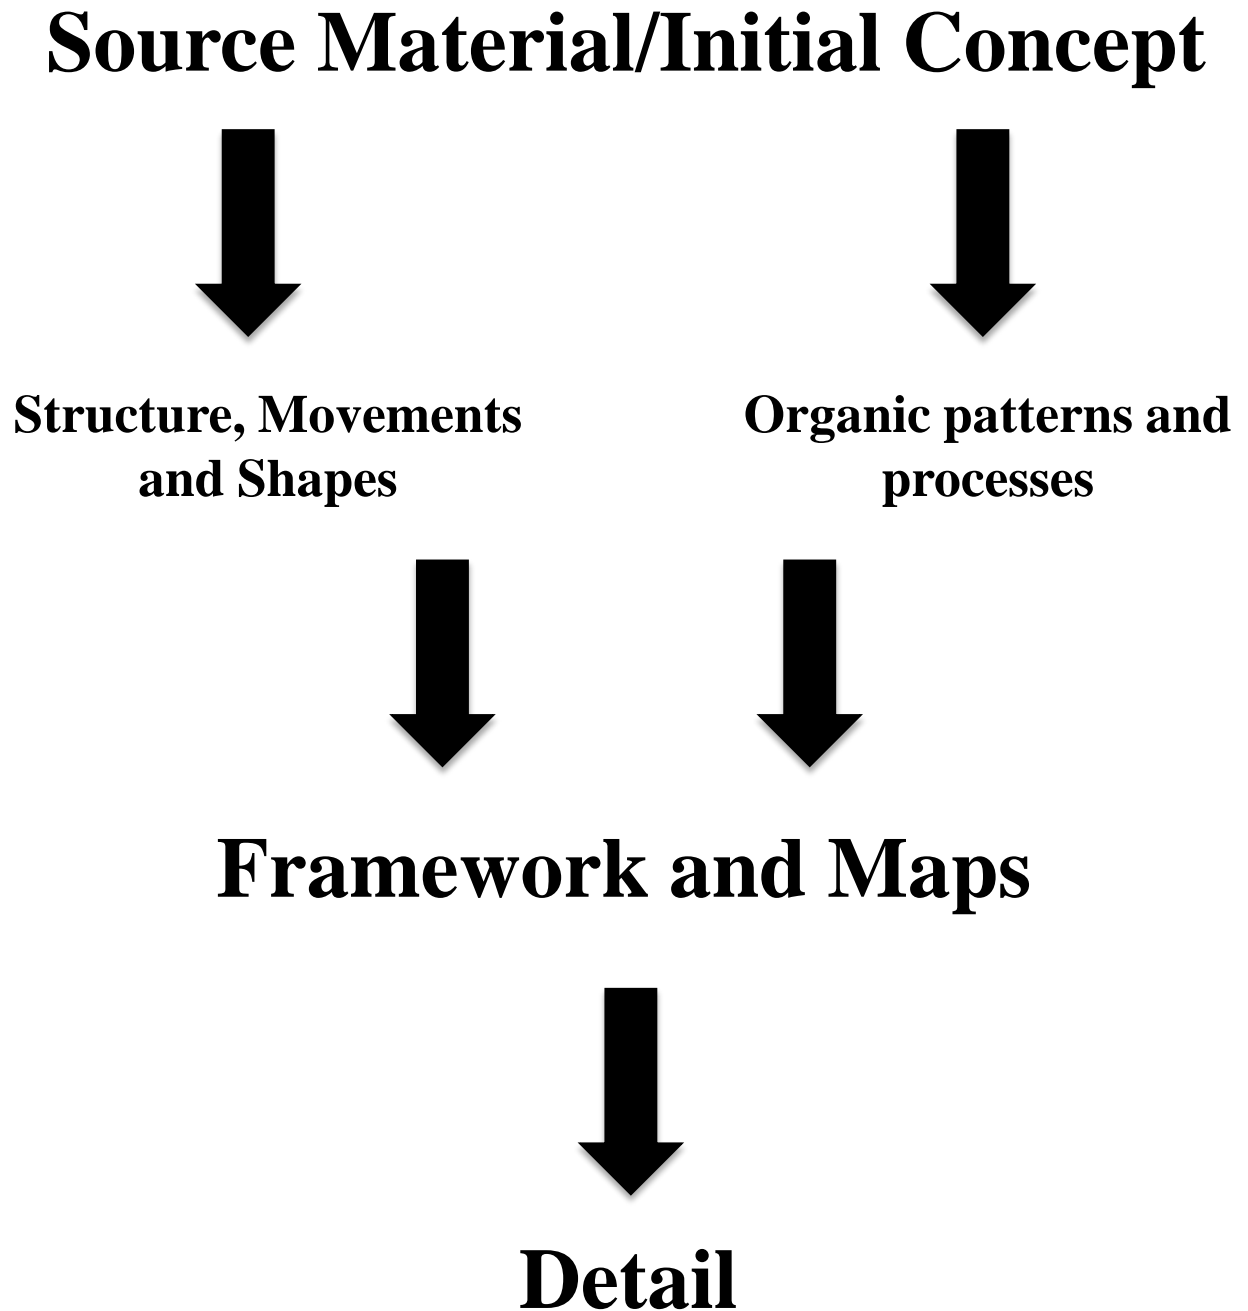 Source Material/Initial Concept
Structure, Movements
and Shapes
Organic patterns and
processes
Framework and Maps
Detail